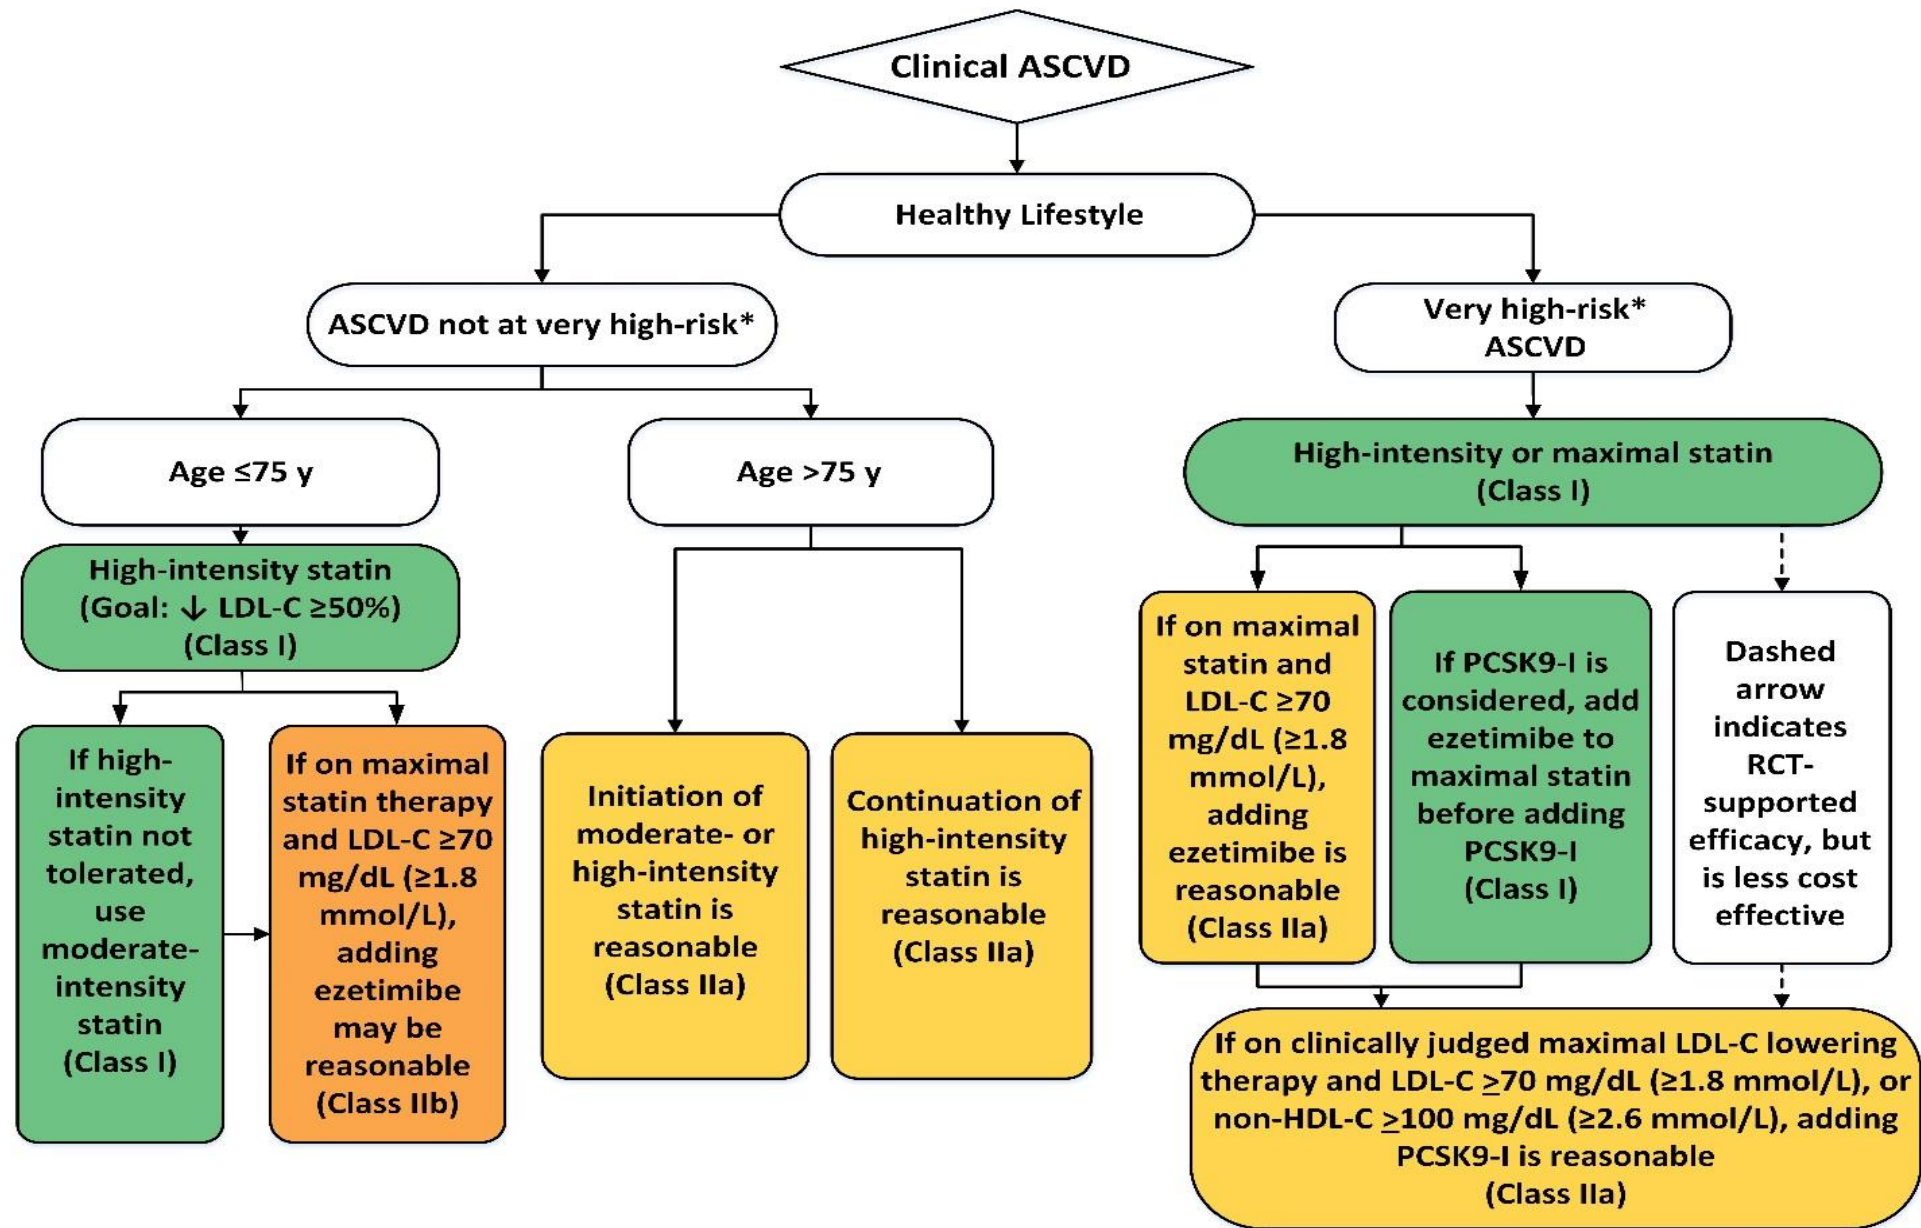 Clinical ASCVD
Healthy Lifestyle
ASCVD not at very high-risk*
Very high-risk*
ASCVD
Age ≤75 y
Age >75 y
High-intensity or maximal statin
(Class I)
High-intensity statin
(Goal: ↓ LDL-C ≥50%)
(Class I)
If high-
intensity
statin not
tolerated,
use
moderate-
intensity
statin
(Class I)
If on maximal
statin therapy
and LDL-C ≥70
mg/dL (≥1.8
mmol/L),
adding
ezetimibe
may be
reasonable
(Class IIb)
Initiation of
moderate- or
high-intensity
statin is
reasonable
(Class IIa)
Continuation of
high-intensity
statin is
reasonable
(Class IIa)
If on maximal
statin and
LDL-C ≥70
mg/dL (≥1.8
mmol/L),
adding
ezetimibe is
reasonable
(Class IIa)
If PCSK9-I is
considered, add
ezetimibe to
maximal statin
before adding
PCSK9-I
(Class I)
Dashed
arrow
indicates
RCT-
supported
efficacy, but
is less cost
effective
If on clinically judged maximal LDL-C lowering
therapy and LDL-C ≥70 mg/dL (≥1.8 mmol/L), or
non-HDL-C ≥100 mg/dL (≥2.6 mmol/L), adding
PCSK9-I is reasonable
(Class IIa)